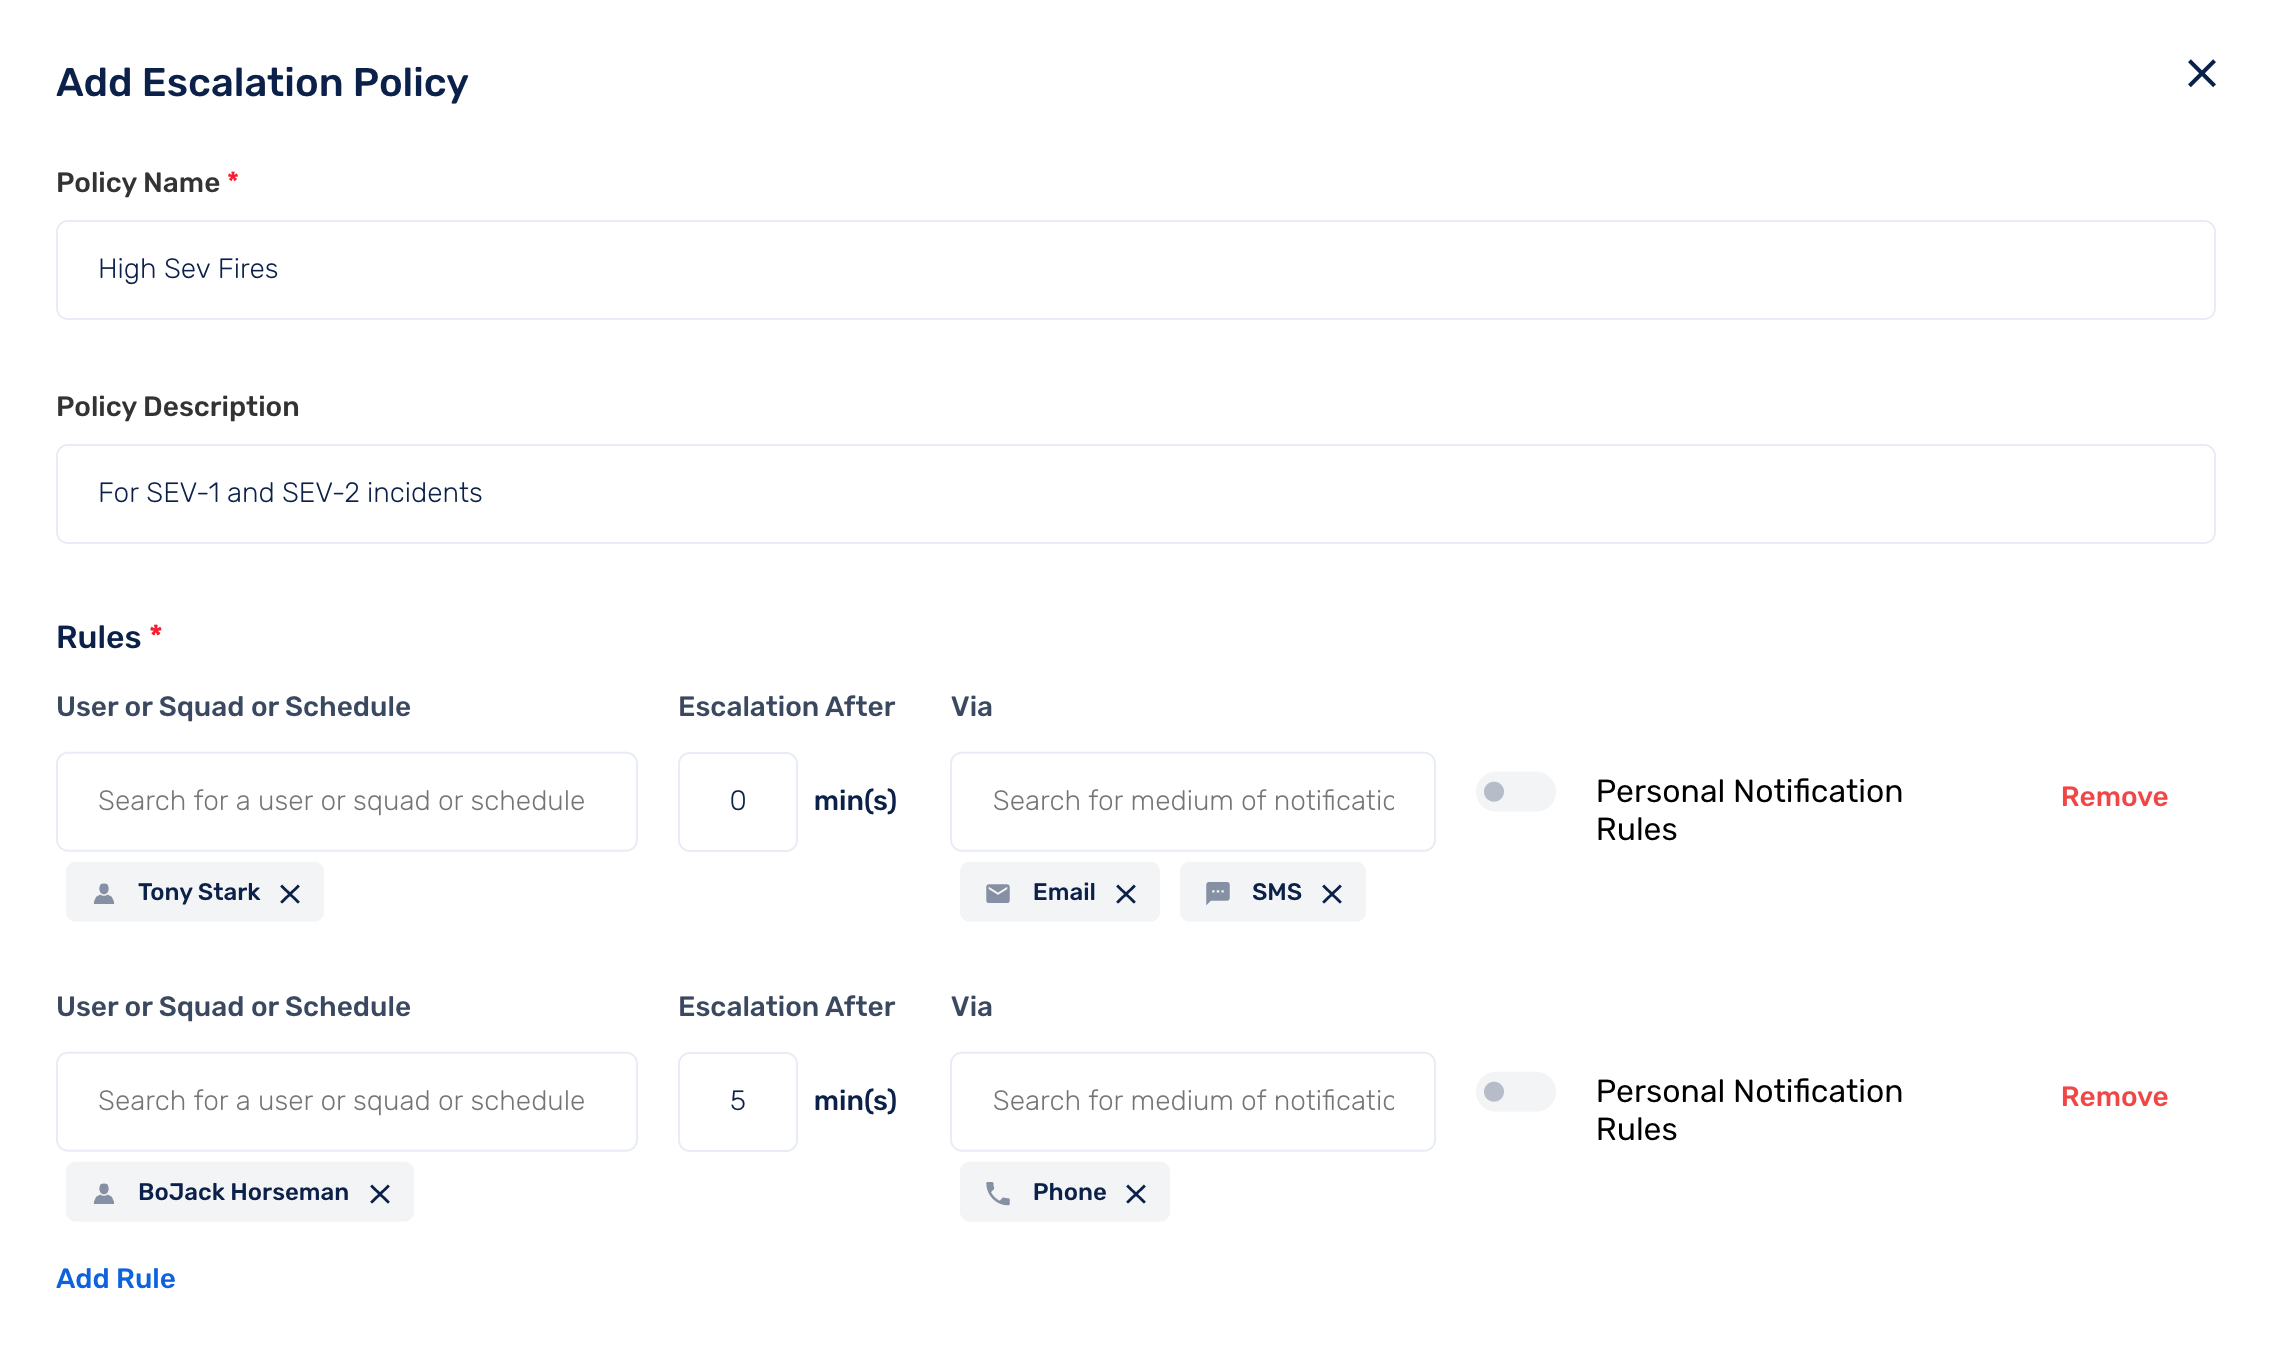 Add Escalation Policy
Policy Name *
High Sev Fires
Policy Description
For SEV-1 and SEV-2 incidents
Rules *
User or Squad or Schedule Escalation After Via
Search for a user or squad or schedule 0 min(s) Search for medium of notificatic Personal Notification Rules Remove
Tony Stark Email SMS
User or Squad or Schedule Escalation After Via
Search for a user or squad or schedule 5 min(s) Search for medium of notificatic Personal Notification Rules Remove
BoJack Horseman Phone
Add Rule